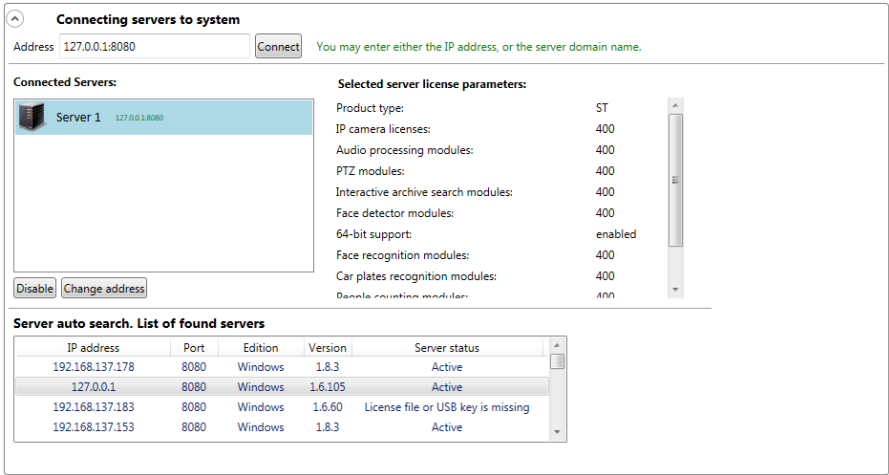 Connecting servers to system
Address 127.0.0.1:8080 Connect You may enter either the IP address, or the server domain name.
Connected Servers:
Server 1 127.0.0.1:8080
Disable Change address
Selected server license parameters:
Product type: ST
IP camera licenses: 400
Audio processing modules: 400
PTZ modules: 400
Interactive archive search modules: 400
Face detector modules: 400
64-bit support: enabled
Face recognition modules: 400
Car plates recognition modules: 400
People counting modules: 400
Server auto search. List of found servers
IP address Port Edition Version Server status
192.168.137.178 8080 Windows 1.8.3 Active
127.0.0.1 8080 Windows 1.6.105 Active
192.168.137.183 8080 Windows 1.6.60 License file or USB key is missing
192.168.137.153 8080 Windows 1.8.3 Active